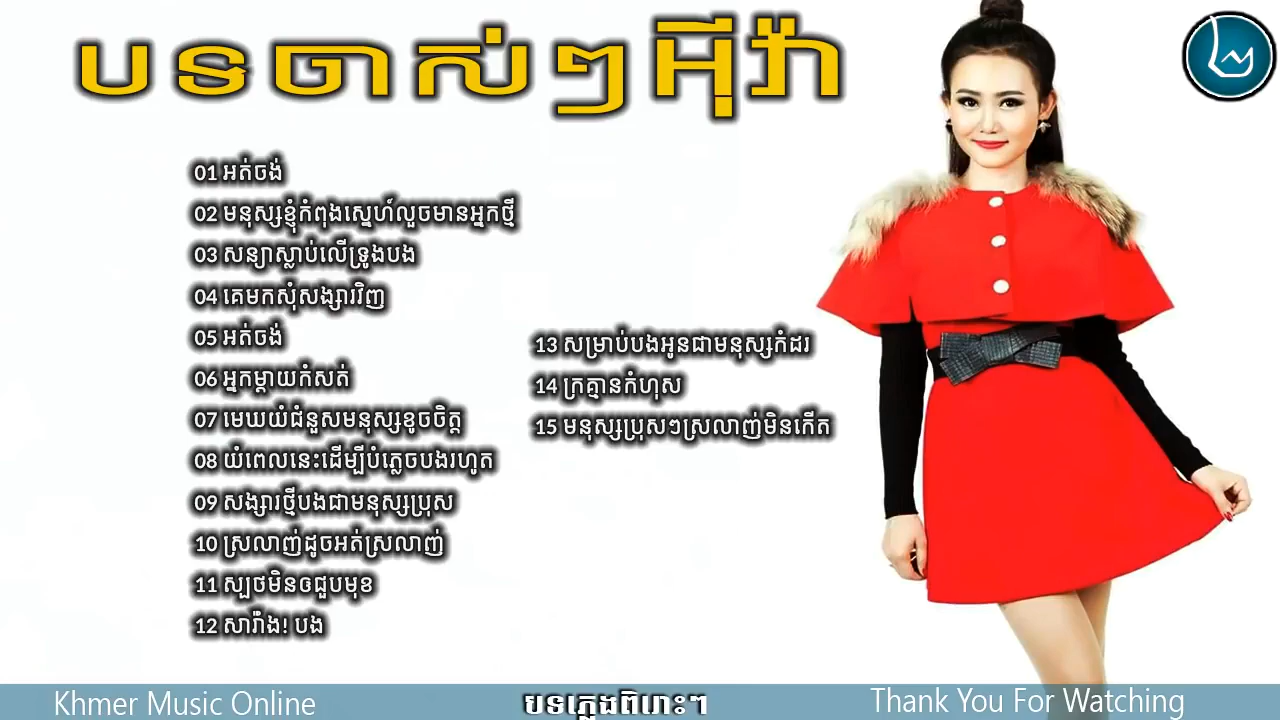 បទចាស់ៗអ៊ីវ៉ា
01 អត់ចង់
02 មនុស្សខ្ញុំកំពុងស្នេហ៍លួចមានអ្នកថ្មី
03 សន្យាស្លាប់លើទ្រូងបង
04 គេមកសុំសង្សារវិញ
05 អត់ចង់
06 អ្នកម្ដាយកំសត់
07 មេឃយំជំនួសមនុស្សខូចចិត្ត
08 យំពេលនេះដើម្បីបំភ្លេចបងរហូត
09 សង្សារថ្មីបងជាមនុស្សប្រុស
10 ស្រលាញ់ដូចអត់ស្រលាញ់
11 ស្បថមិនឲជួបមុខ
12 សារ៉ាំង! បង
13 សម្រាប់បងអូនជាមនុស្សកំដរ
14 ក្រគ្មានកំហុស
15 មនុស្សប្រុសៗស្រលាញ់មិនកើត
Khmer Music Online
បទភ្លេងពិរោះៗ
Thank You For Watching